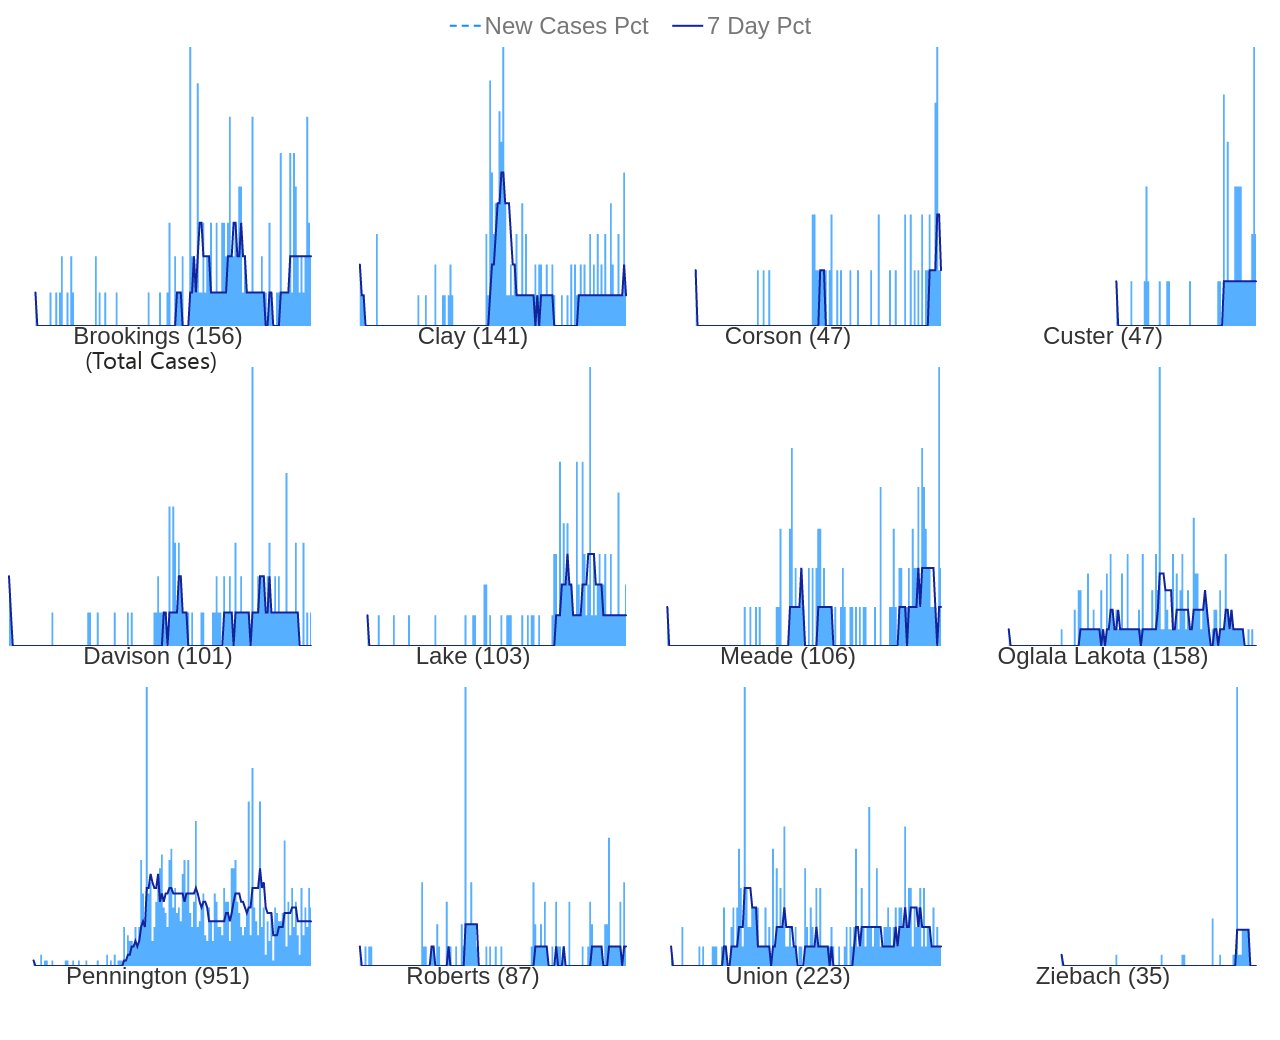 New Cases Pct 7 Day Pct
Brookings (156) Clay (141) Corson (47) Custer (47)
(Total Cases)
Davison (101) Lake (103) Meade (106) Oglala Lakota (158)
Pennington (951) Roberts (87) Union (223) Ziebach (35)